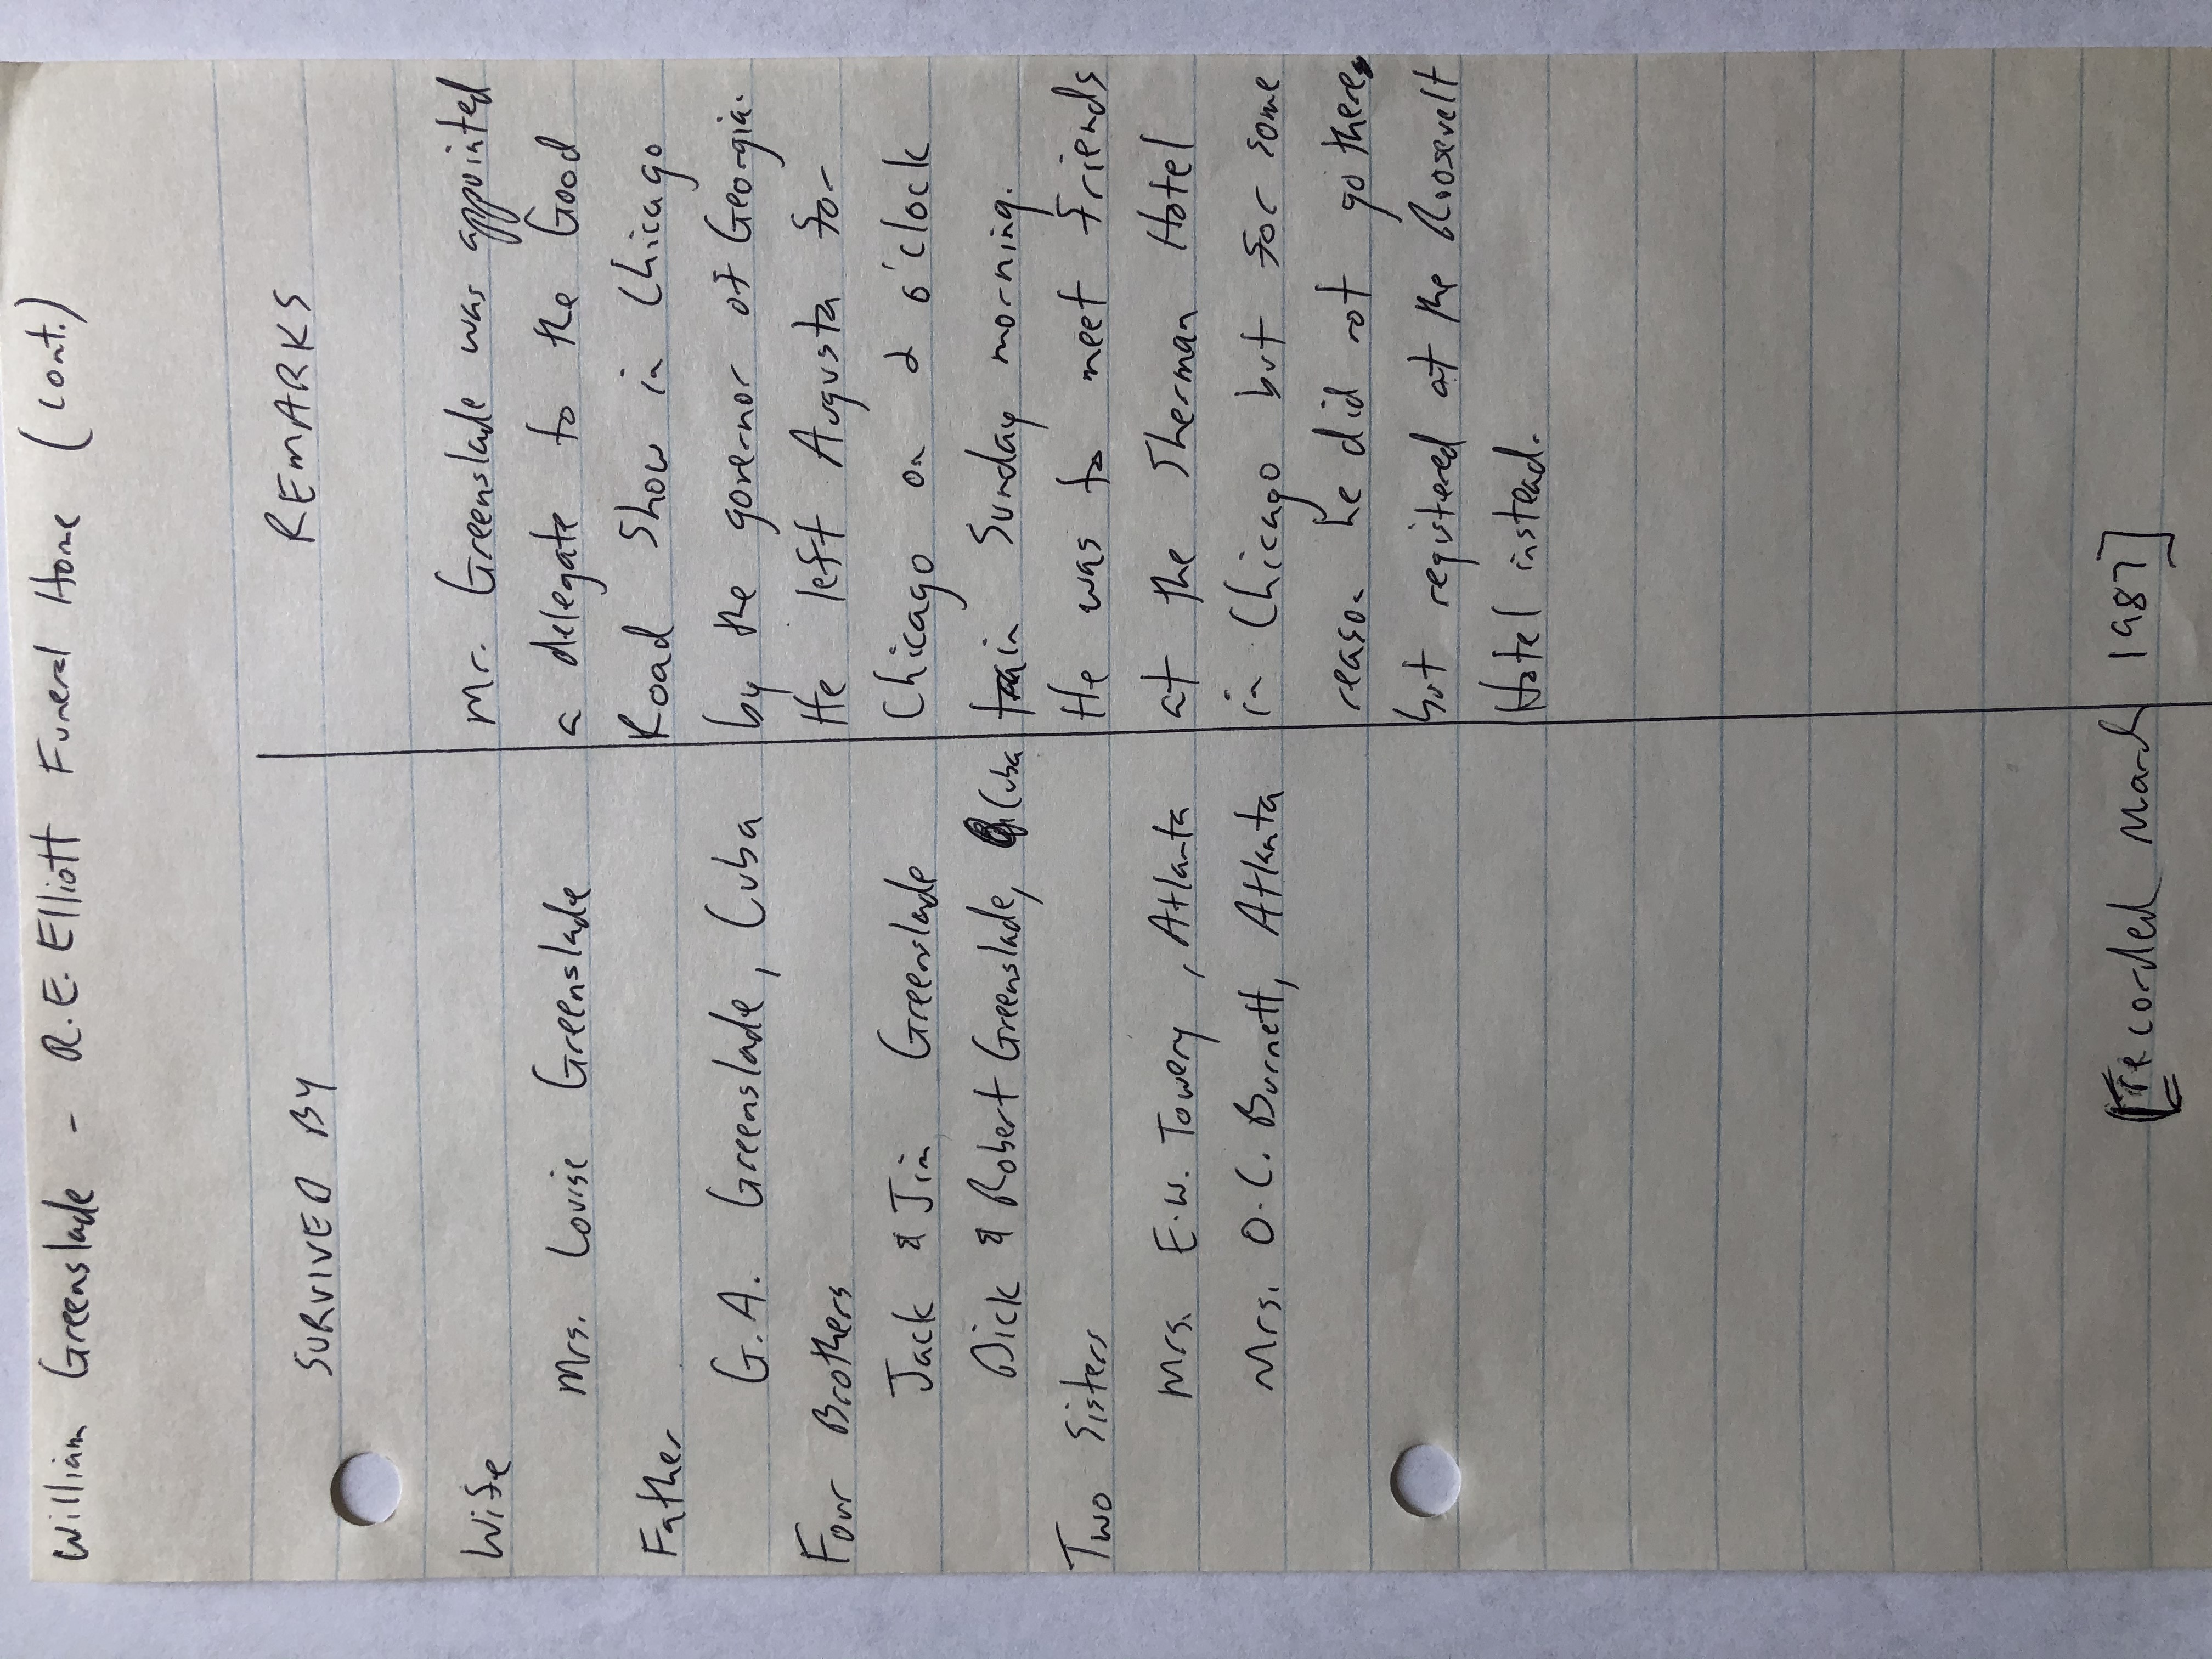 William Greenslade - R.E. Elliott Funeral Home (cont.)
SURVIVED BY
Wife
Mrs. Louise Greenslade
Father
G.A. Greenslade, Cuba
Four Brothers
Jack & Jim Greenslade
Dick & Robert Greenslade, Cuba
Two Sisters
Mrs. E.W. Towery, Atlanta
Mrs. O.C. Burnett, Atlanta
REMARKS
Mr. Greenslade was appointed
a delegate to the Good
Road Show in Chicago
by the governor of Georgia.
He left Augusta for
Chicago on 2 o'clock
train Sunday morning.
He was to meet friends
at the Sherman Hotel
in Chicago but for some
reason he did not go there
but registered at the Roosevelt
Hotel instead.
[recorded March 1987]